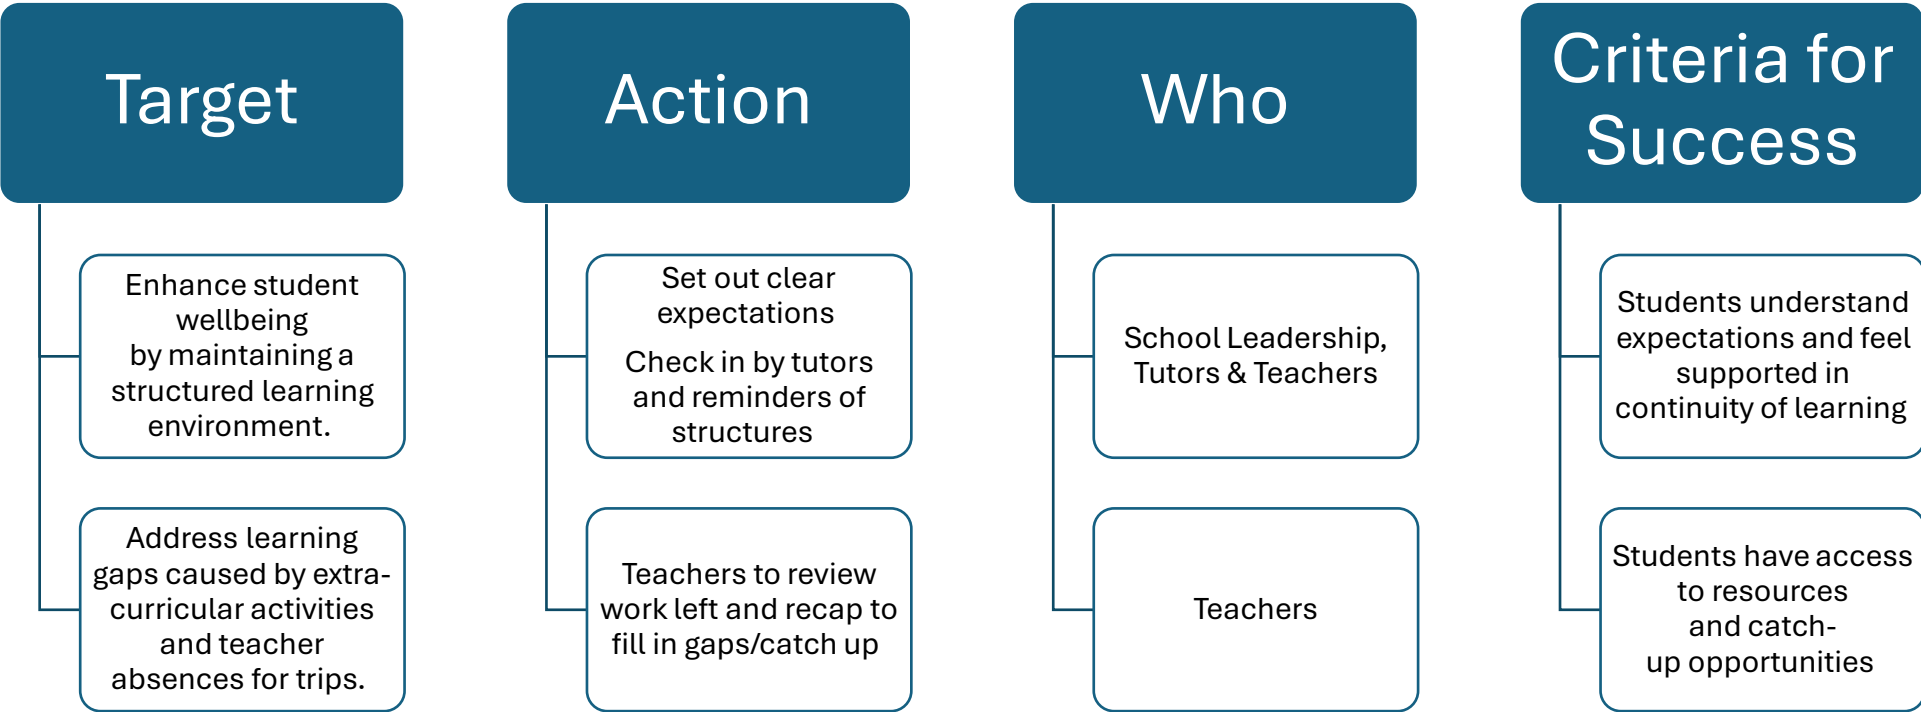 Target
Enhance student
wellbeing
by maintaining a
structured learning
environment.
Address learning
gaps caused by extra-
curricular activities
and teacher
absences for trips.
Action
Set out clear
expectations
Check in by tutors
and reminders of
structures
Teachers to review
work left and recap to
fill in gaps/catch up
Who
School Leadership,
Tutors & Teachers
Teachers
Criteria for
Success
Students understand
expectations and feel
supported in
continuity of learning
Students have access
to resources
and catch-
up opportunities